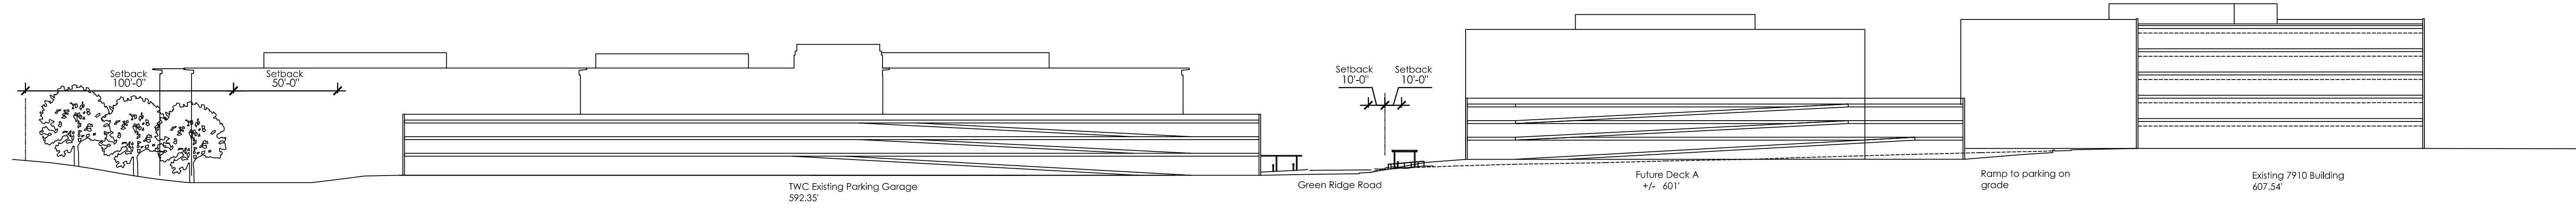 Setback
100'-0"
Setback
50'-0"
Setback
10'-0"
Setback
10'-0"
TWC Existing Parking Garage
592.35'
Green Ridge Road
Future Deck A
+/- 601'
Ramp to parking on
grade
Existing 7910 Building
607.54'